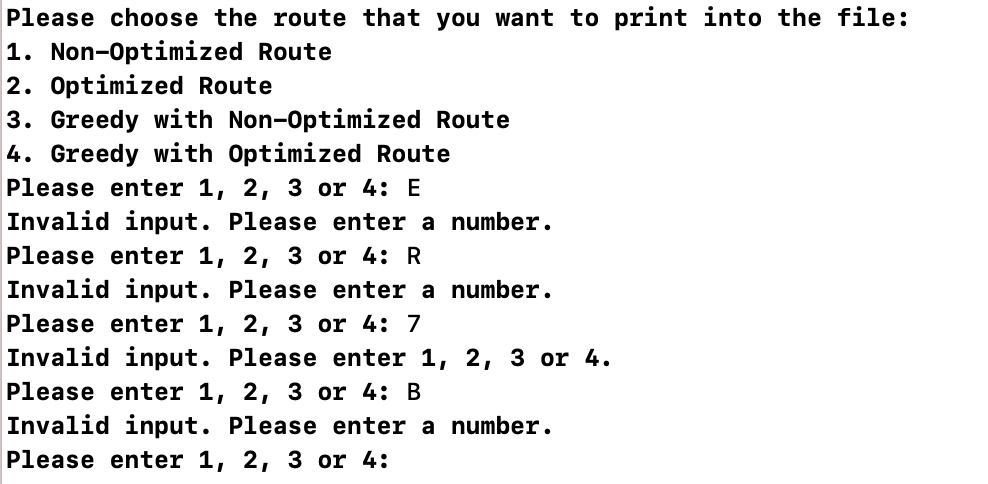 Please choose the route that you want to print into the file:
1. Non-Optimized Route
2. Optimized Route
3. Greedy with Non-Optimized Route
4. Greedy with Optimized Route
Please enter 1, 2, 3 or 4: E
Invalid input. Please enter a number.
Please enter 1, 2, 3 or 4: R
Invalid input. Please enter a number.
Please enter 1, 2, 3 or 4: 7
Invalid input. Please enter 1, 2, 3 or 4.
Please enter 1, 2, 3 or 4: B
Invalid input. Please enter a number.
Please enter 1, 2, 3 or 4: